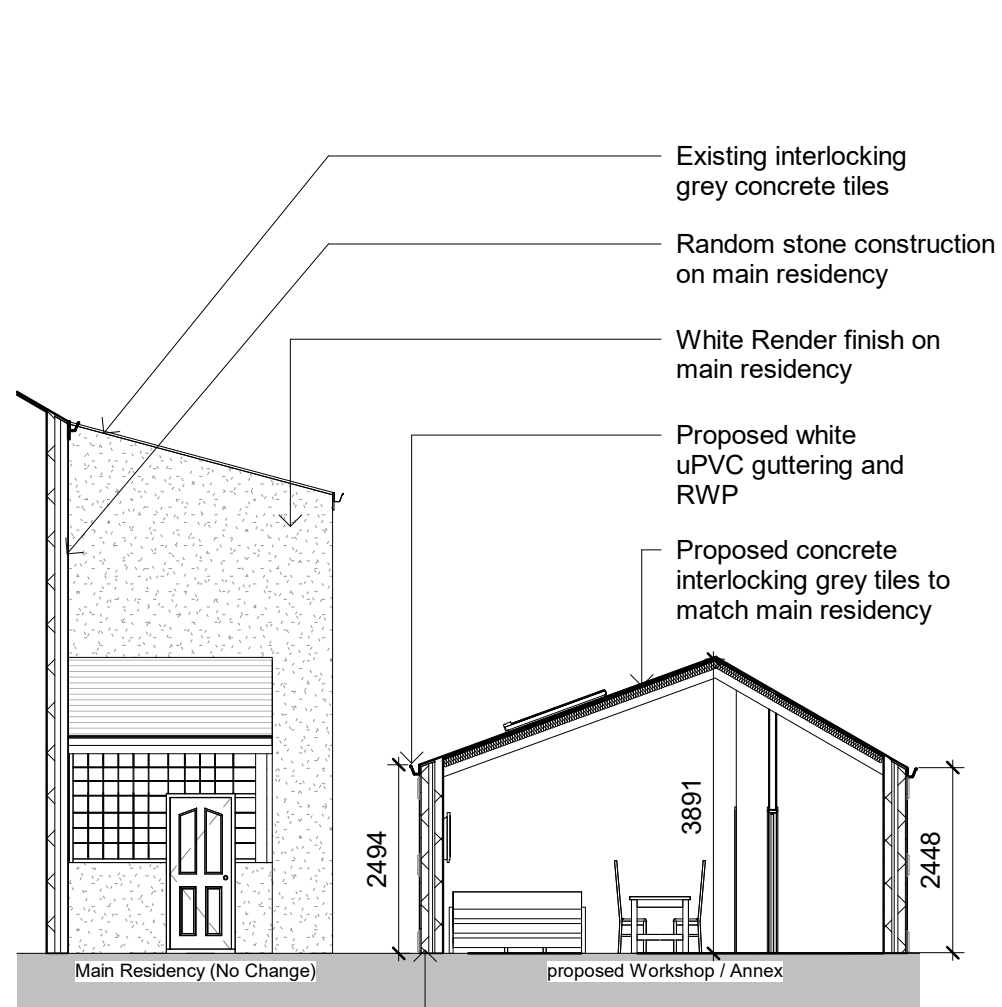 Existing interlocking
grey concrete tiles
Random stone construction
on main residency
White Render finish on
main residency
Proposed white
uPVC guttering and
RWP
Proposed concrete
interlocking grey tiles to
match main residency
2494
3891
2448
Main Residency (No Change)
proposed Workshop / Annex